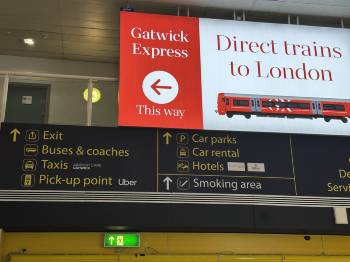 Gatwick
Express
This way
Direct trains
to London
Exit
Buses & coaches
Taxis
Pick-up point Uber
P Car parks
Car rental
Hotels
Smoking area